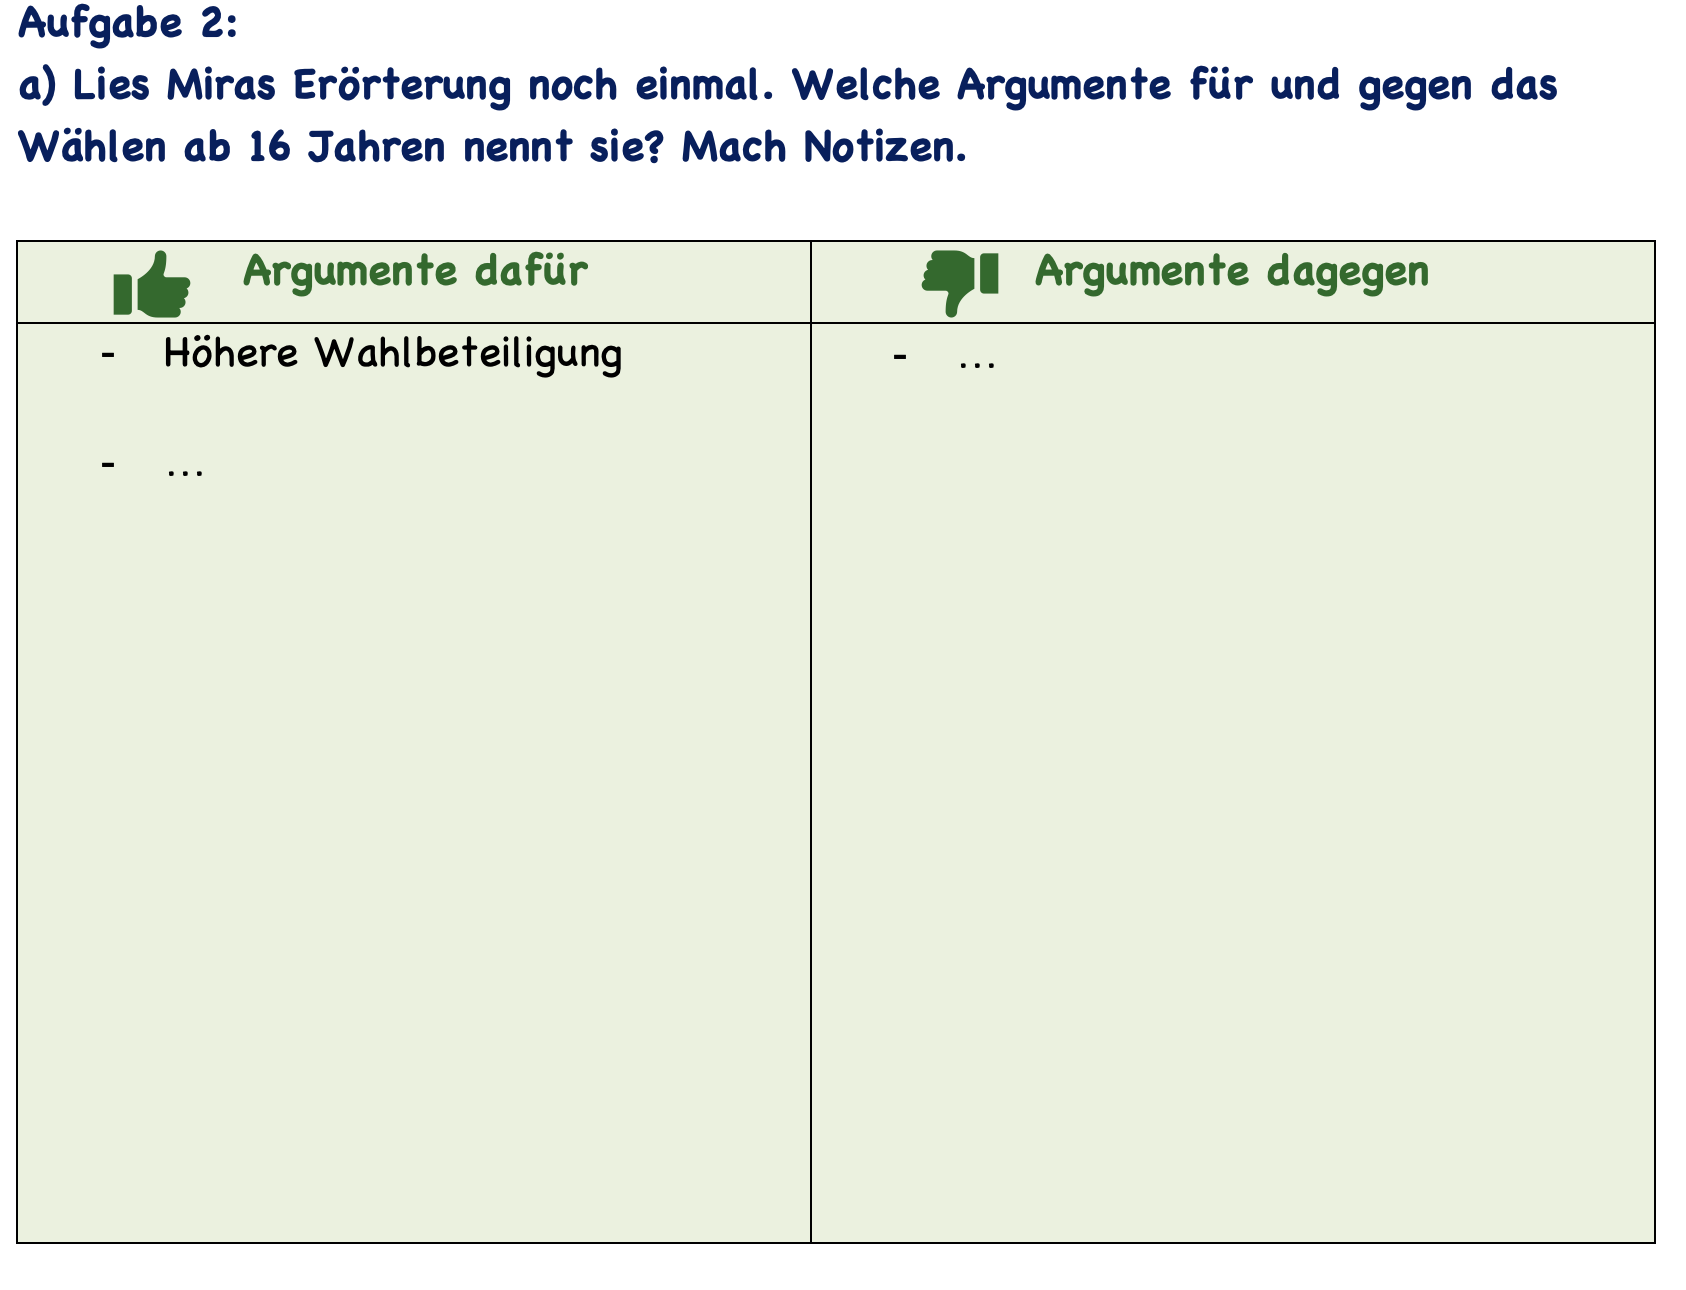 Aufgabe 2:
a) Lies Miras Erörterung noch einmal. Welche Argumente für und gegen das
Wählen ab 16 Jahren nennt sie? Mach Notizen.
Argumente dafür
Argumente dagegen
- Höhere Wahlbeteiligung
- ...
- ...